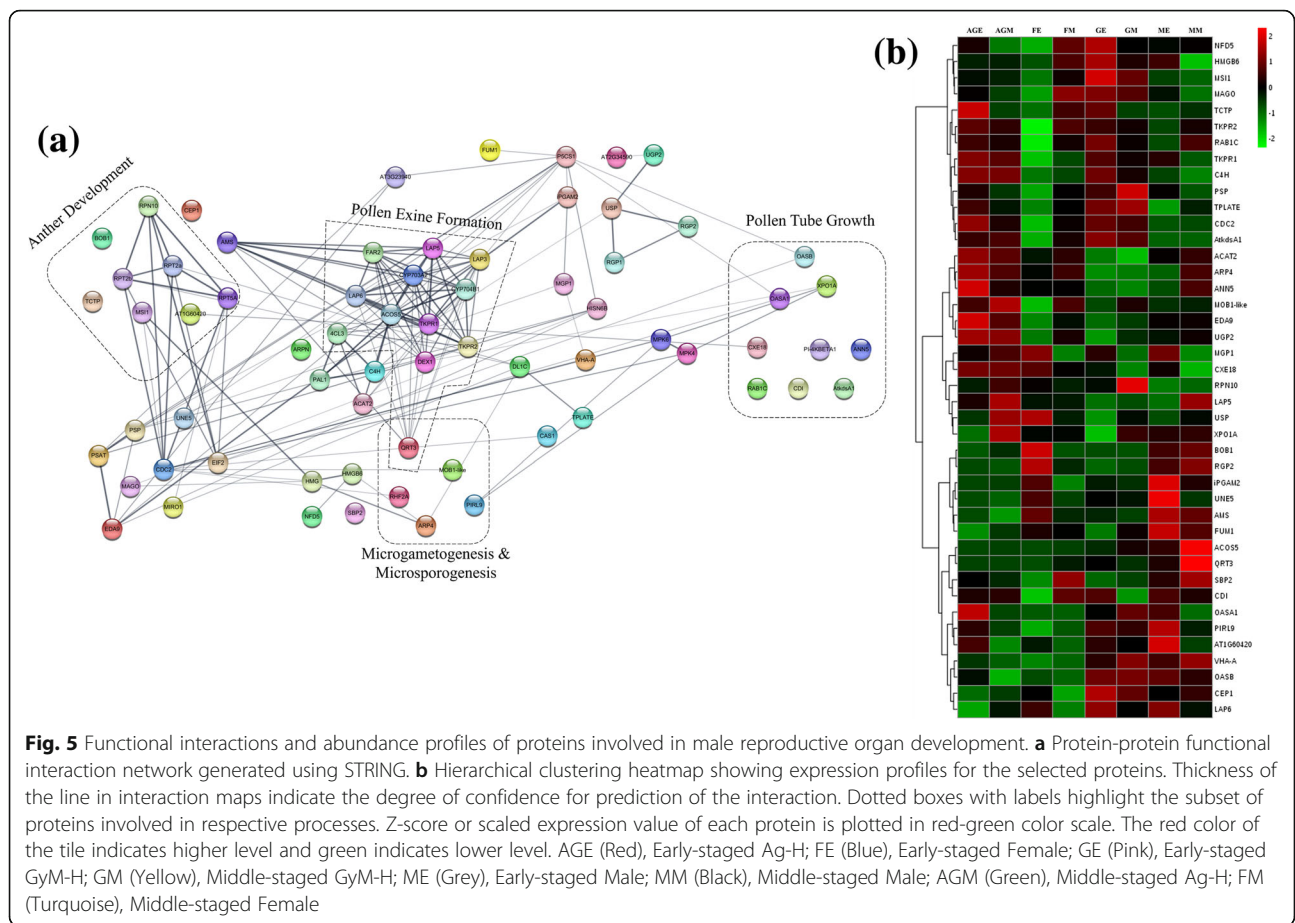 (a)
Anther Development
Pollen Exine Formation
Pollen Tube Growth
Microgametogenesis &
Microsporogenesis
FUM1
P5CS1
AT2G34590
UGP2
AT3G23940
iPGAM2
USP
RGP2
RGP1
RPN10
CEP1
BOB1
AMS
RPT2a
RPT5A
TCTP
MSI1
AT1G60420
FAR2
LAP5
LAP3
CYP704B1
LAP6
ACOS5
TKPR1
TKPR2
4CL3
DEX1
ARPN
PAL1
C4H
ACAT2
QRT3
MGP1
HISN6B
DL1C
VHA-A
MPK4
CXE18
OASB
OASA1
XPO1A
PI-4KBETA1
ANN5
RAB1C
CDI
AtkdsA1
TPLATE
CAS1
PSP
UNE5
PSAT
CDC2
EIF2
MAGO
MIRO1
EDA9
HMG
HMGB6
NFD5
SBP2
RHF2A
MOB1-like
ARP4
PIRL9
(b)
AGE AGM FE FM GE GM ME MM
2
1
0
-1
-2
NFD5
HMGB6
MSI1
MAGO
TCTP
TKPR2
RAB1C
TKPR1
C4H
PSP
TPLATE
CDC2
AtkdsA1
ACAT2
ARP4
ANN5
MOB1-like
EDA9
UGP2
MGP1
CXE18
RPN10
LAP5
USP
XPO1A
BOB1
RGP2
iPGAM2
UNE5
AMS
FUM1
ACOS5
QRT3
SBP2
CDI
OASA1
PIRL9
AT1G60420
VHA-A
OASB
CEP1
LAP6
Fig. 5 Functional interactions and abundance profiles of proteins involved in male reproductive organ development. a Protein-protein functional
interaction network generated using STRING. b Hierarchical clustering heatmap showing expression profiles for the selected proteins. Thickness of
the line in interaction maps indicate the degree of confidence for prediction of the interaction. Dotted boxes with labels highlight the subset of
proteins involved in respective processes. Z-score or scaled expression value of each protein is plotted in red-green color scale. The red color of
the tile indicates higher level and green indicates lower level. AGE (Red), Early-staged Ag-H; FE (Blue), Early-staged Female; GE (Pink), Early-staged
GyM-H; GM (Yellow), Middle-staged GyM-H; ME (Grey), Early-staged Male; MM (Black), Middle-staged Male; AGM (Green), Middle-staged Ag-H; FM
(Turquoise), Middle-staged Female